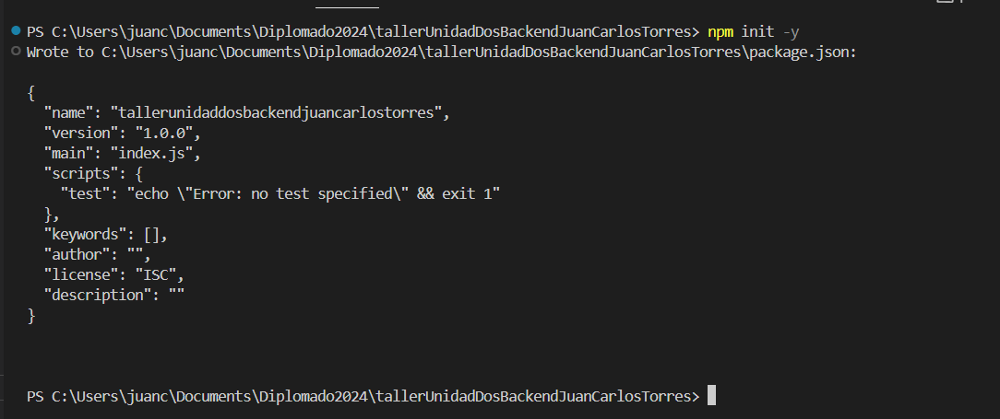 PS C:\Users\juanc\Documents\Diplomado2024\tallerUnidadDosBackendJuanCarlosTorres> npm init -y
Wrote to C:\Users\juanc\Documents\Diplomado2024\tallerUnidadDosBackendJuanCarlosTorres\package.json:
{
  "name": "tallerunidaddosbackendjuancarlostorres",
  "version": "1.0.0",
  "main": "index.js",
  "scripts": {
    "test": "echo \"Error: no test specified\" && exit 1"
  },
  "keywords": [],
  "author": "",
  "license": "ISC",
  "description": ""
}
PS C:\Users\juanc\Documents\Diplomado2024\tallerUnidadDosBackendJuanCarlosTorres>